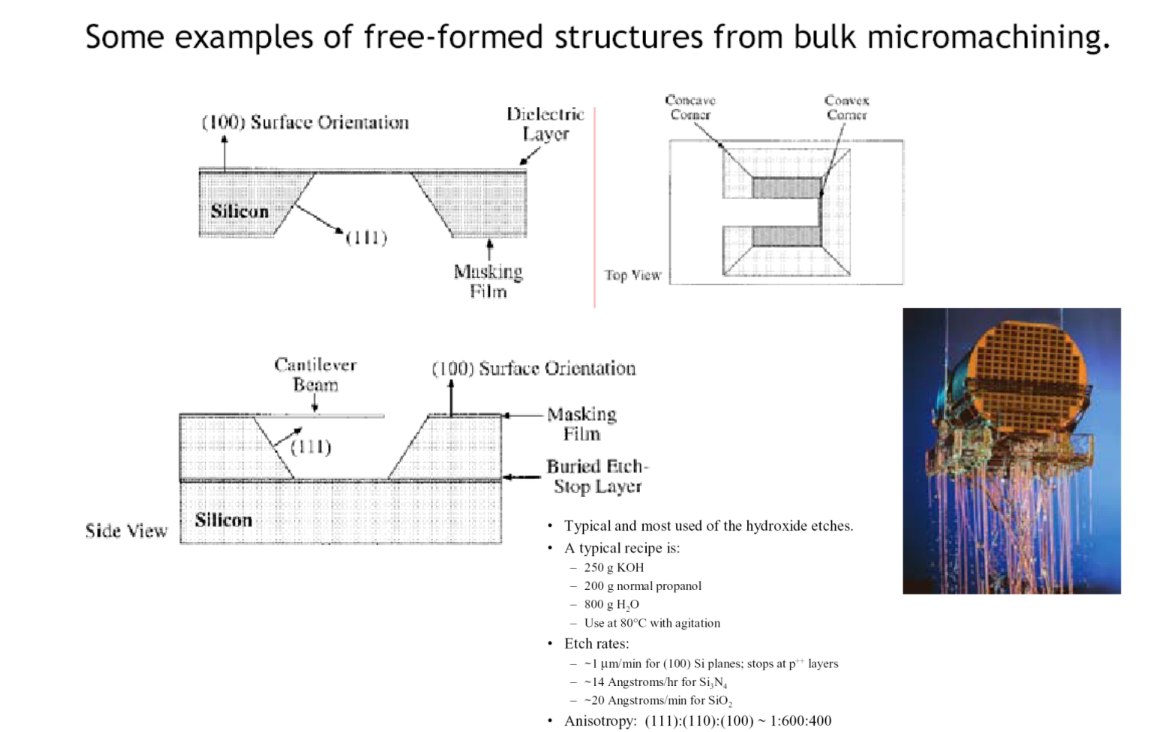 Some examples of free-formed structures from bulk micromachining.
(100) Surface Orientation
Dielectric
Layer
Silicon
(111)
Masking
Film
Concave
Corner
Convex
Corner
Top View
Cantilever
Beam
(100) Surface Orientation
(111)
Masking
Film
Buried Etch-
Stop Layer
Silicon
Side View
• Typical and most used of the hydroxide etches.
• A typical recipe is:
– 250 g KOH
– 200 g normal propanol
– 800 g H₂O
– Use at 80°C with agitation
• Etch rates:
– ~1 µm/min for (100) Si planes; stops at p⁺⁺ layers
– ~14 Angstroms/hr for Si₃N₄
– ~20 Angstroms/min for SiO₂
• Anisotropy: (111):(110):(100) ~ 1:600:400